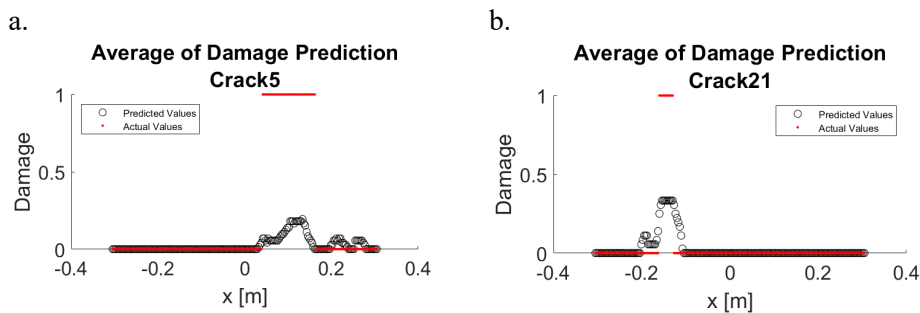 a.
Average of Damage Prediction
Crack5
1
Predicted Values
Actual Values
Damage
0.5
0
-0.4
-0.2
0
0.2
0.4
x [m]
b.
Average of Damage Prediction
Crack21
1
Predicted Values
Actual Values
Damage
0.5
0
-0.4
-0.2
0
0.2
0.4
x [m]